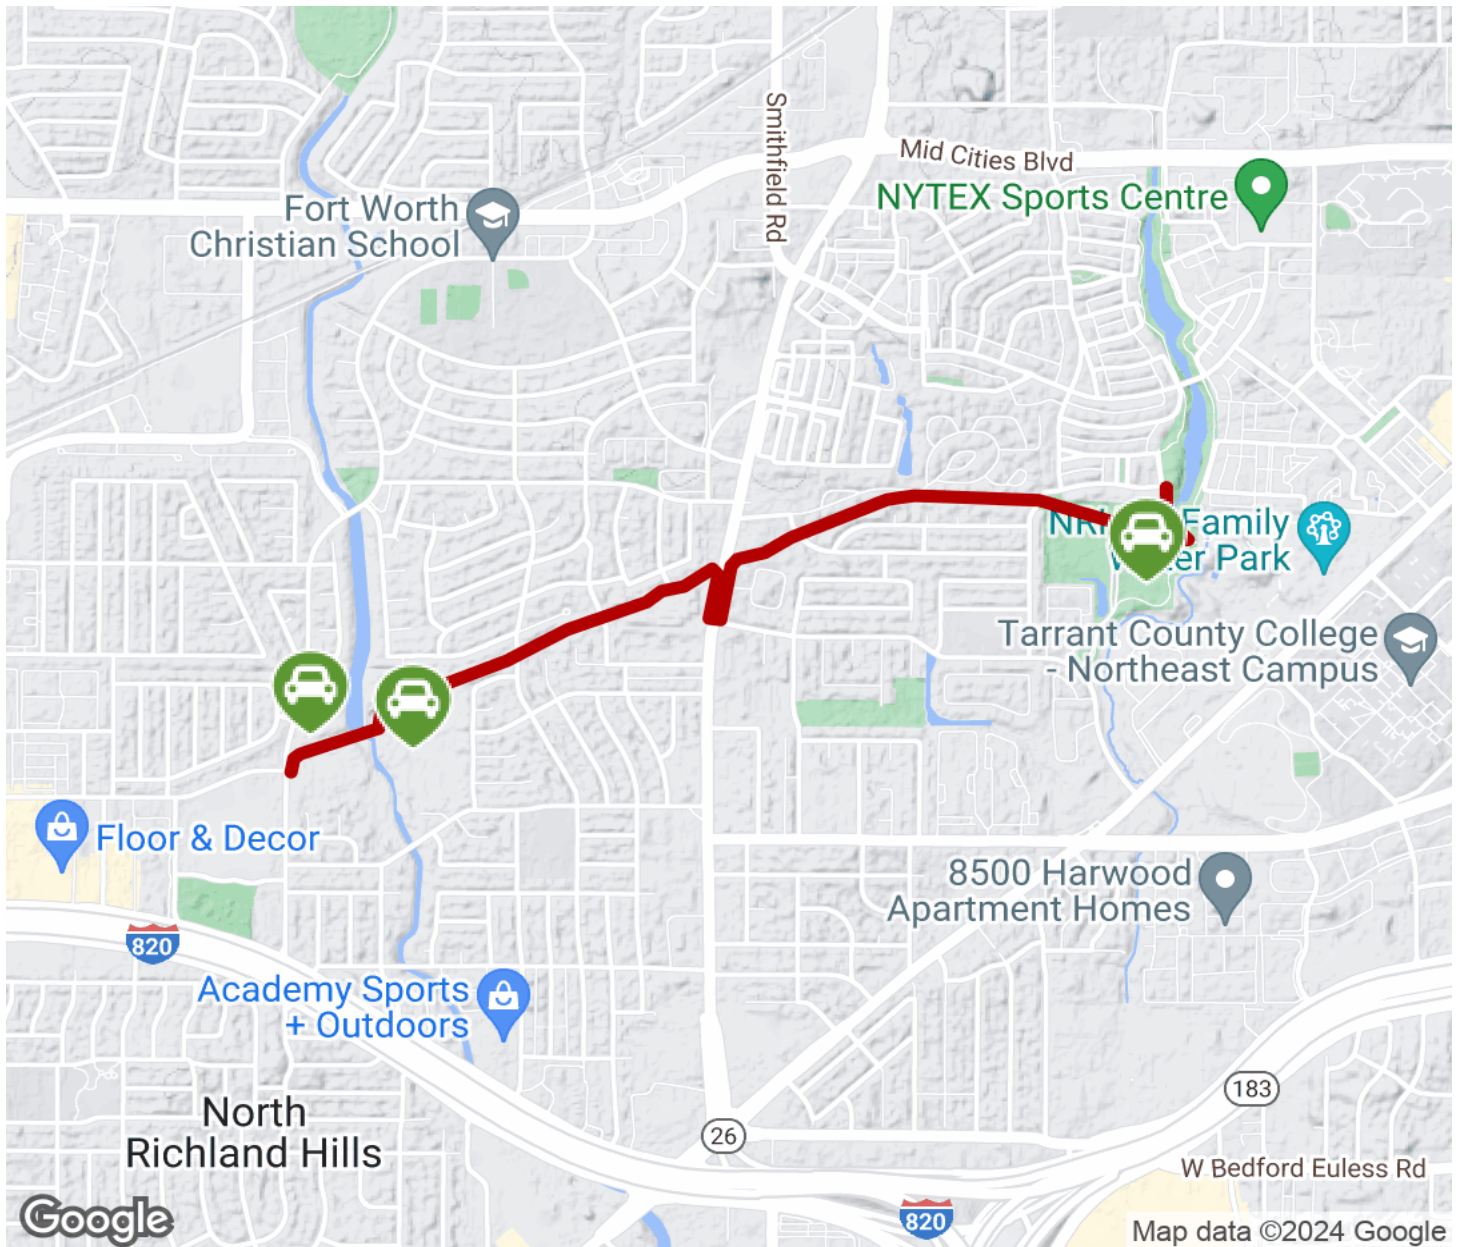 Smithfield Rd
Mid Cities Blvd
NYTEX Sports Centre
Fort Worth
Christian School
Family
Park
Tarrant County College
- Northeast Campus
Floor & Decor
8500 Harwood
Apartment Homes
820
Academy Sports
+ Outdoors
183
North
Richland Hills
26
W Bedford Euless Rd
820
Google
Map data ©2024 Google